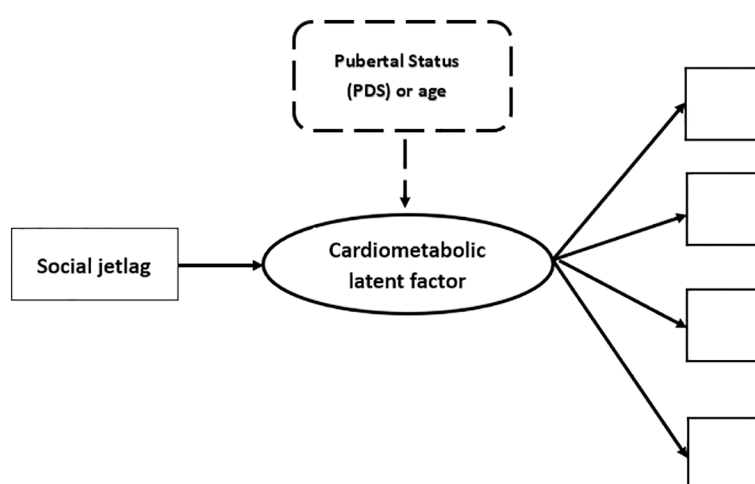 Pubertal Status
(PDS) or age
Social jetlag
Cardiometabolic
latent factor